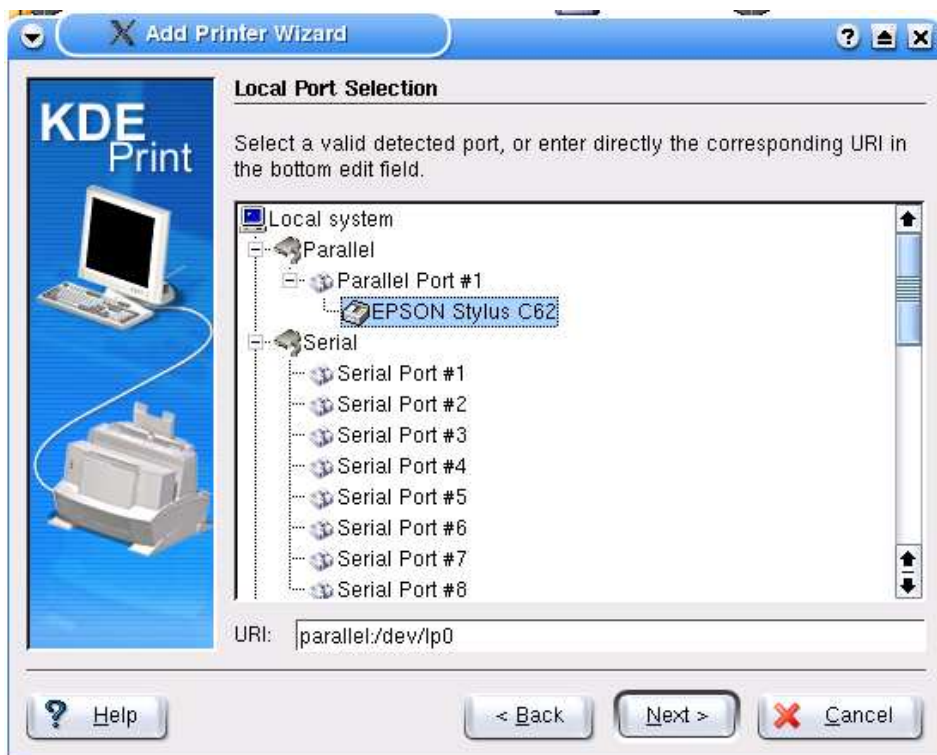 Add Printer Wizard
KDE
Print
Local Port Selection
Select a valid detected port, or enter directly the corresponding URI in
the bottom edit field.
Local system
Parallel
Parallel Port #1
EPSON Stylus C62
Serial
Serial Port #1
Serial Port #2
Serial Port #3
Serial Port #4
Serial Port #5
Serial Port #6
Serial Port #7
Serial Port #8
URI: parallel:/dev/lp0
? Help < Back Next > Cancel